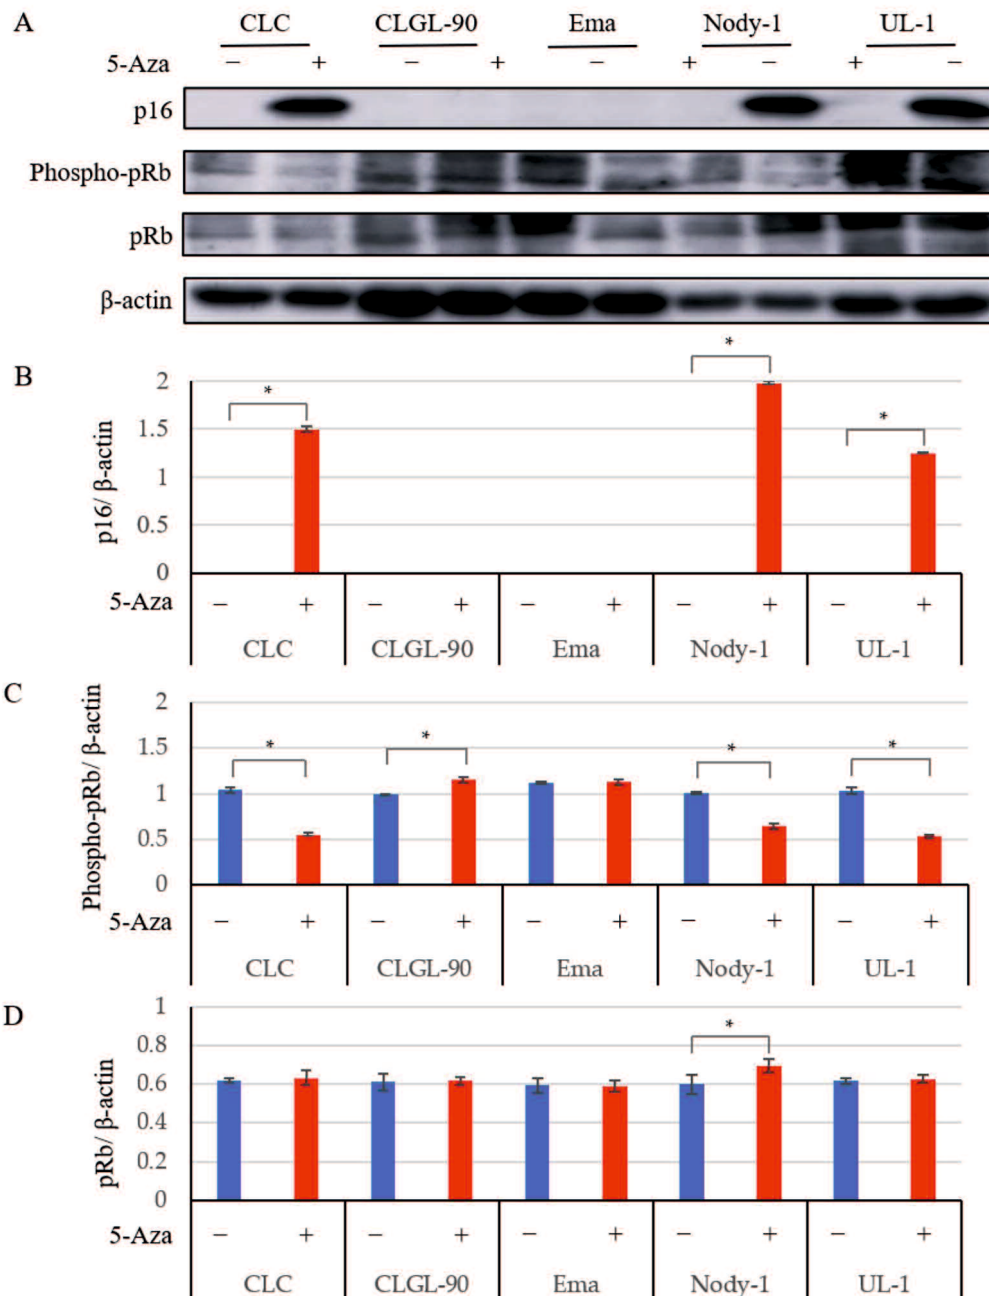 A CLC CLGL-90 Ema Nody-1 UL-1
5-Aza − + − + − + − + −
p16
Phospho-pRb
pRb
β-actin
B
* * *
p16/ β-actin
2
1.5
1
0.5
0
5-Aza − + − + − + − + − +
CLC CLGL-90 Ema Nody-1 UL-1
C
* * * *
Phospho-pRb/ β-actin
2
1.5
1
0.5
0
5-Aza − + − + − + − + − +
CLC CLGL-90 Ema Nody-1 UL-1
D
*
pRb/ β-actin
1
0.8
0.6
0.4
0.2
0
5-Aza − + − + − + − + − +
CLC CLGL-90 Ema Nody-1 UL-1